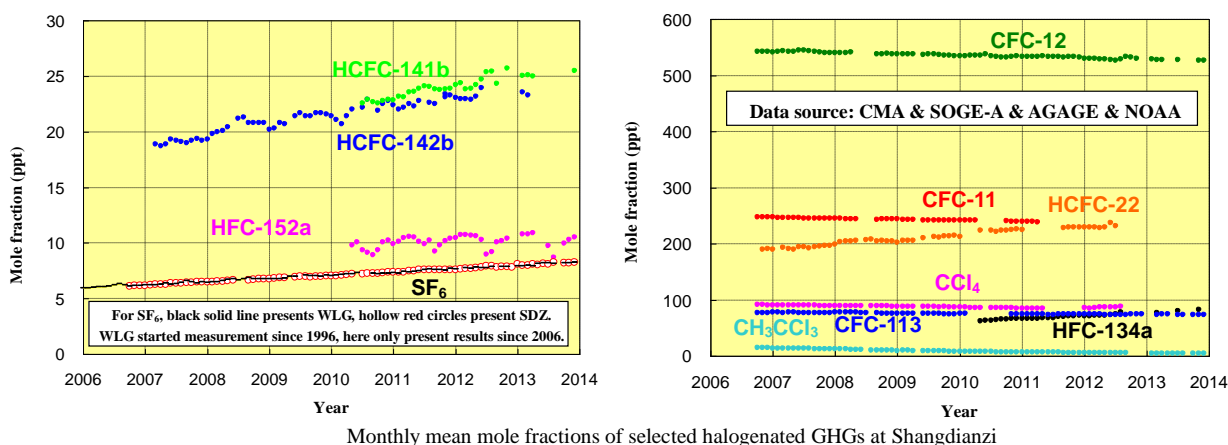 30
25
20
15
10
5
0
Mole fraction (ppt)
HCFC-141b
HCFC-142b
HFC-152a
SF6
For SF6, black solid line presents WLG, hollow red circles present SDZ.
WLG started measurement since 1996, here only present results since 2006.
2006 2007 2008 2009 2010 2011 2012 2013 2014
Year
600
500
400
300
200
100
0
Mole fraction (ppt)
CFC-12
Data source: CMA & SOGE-A & AGAGE & NOAA
CFC-11
HCFC-22
CCl4
CH3CCl3
CFC-113
HFC-134a
2006 2007 2008 2009 2010 2011 2012 2013 2014
Year
Monthly mean mole fractions of selected halogenated GHGs at Shangdianzi